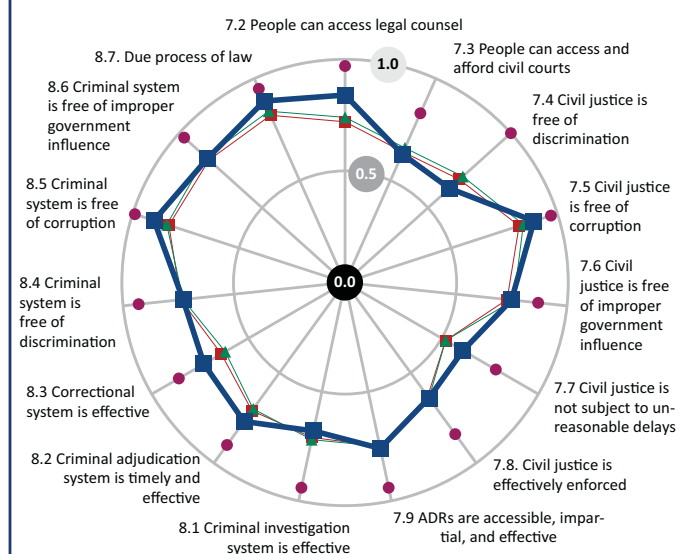 7.2 People can access legal counsel
7.3 People can access and
afford civil courts
7.4 Civil justice is
free of
discrimination
7.5 Civil justice
is free of
corruption
7.6 Civil
justice is free
of improper
government
influence
7.7 Civil justice is
not subject to un-
reasonable delays
7.8. Civil justice is
effectively enforced
7.9 ADRs are accessible, impar-
tial, and effective
8.1 Criminal investigation
system is effective
8.2 Criminal adjudication
system is timely and
effective
8.3 Correctional
system is effective
8.4 Criminal
system is
free of
discrimination
8.5 Criminal
system is free
of corruption
8.6 Criminal system
is free of improper
government
influence
8.7. Due process of law
1.0
0.5
0.0